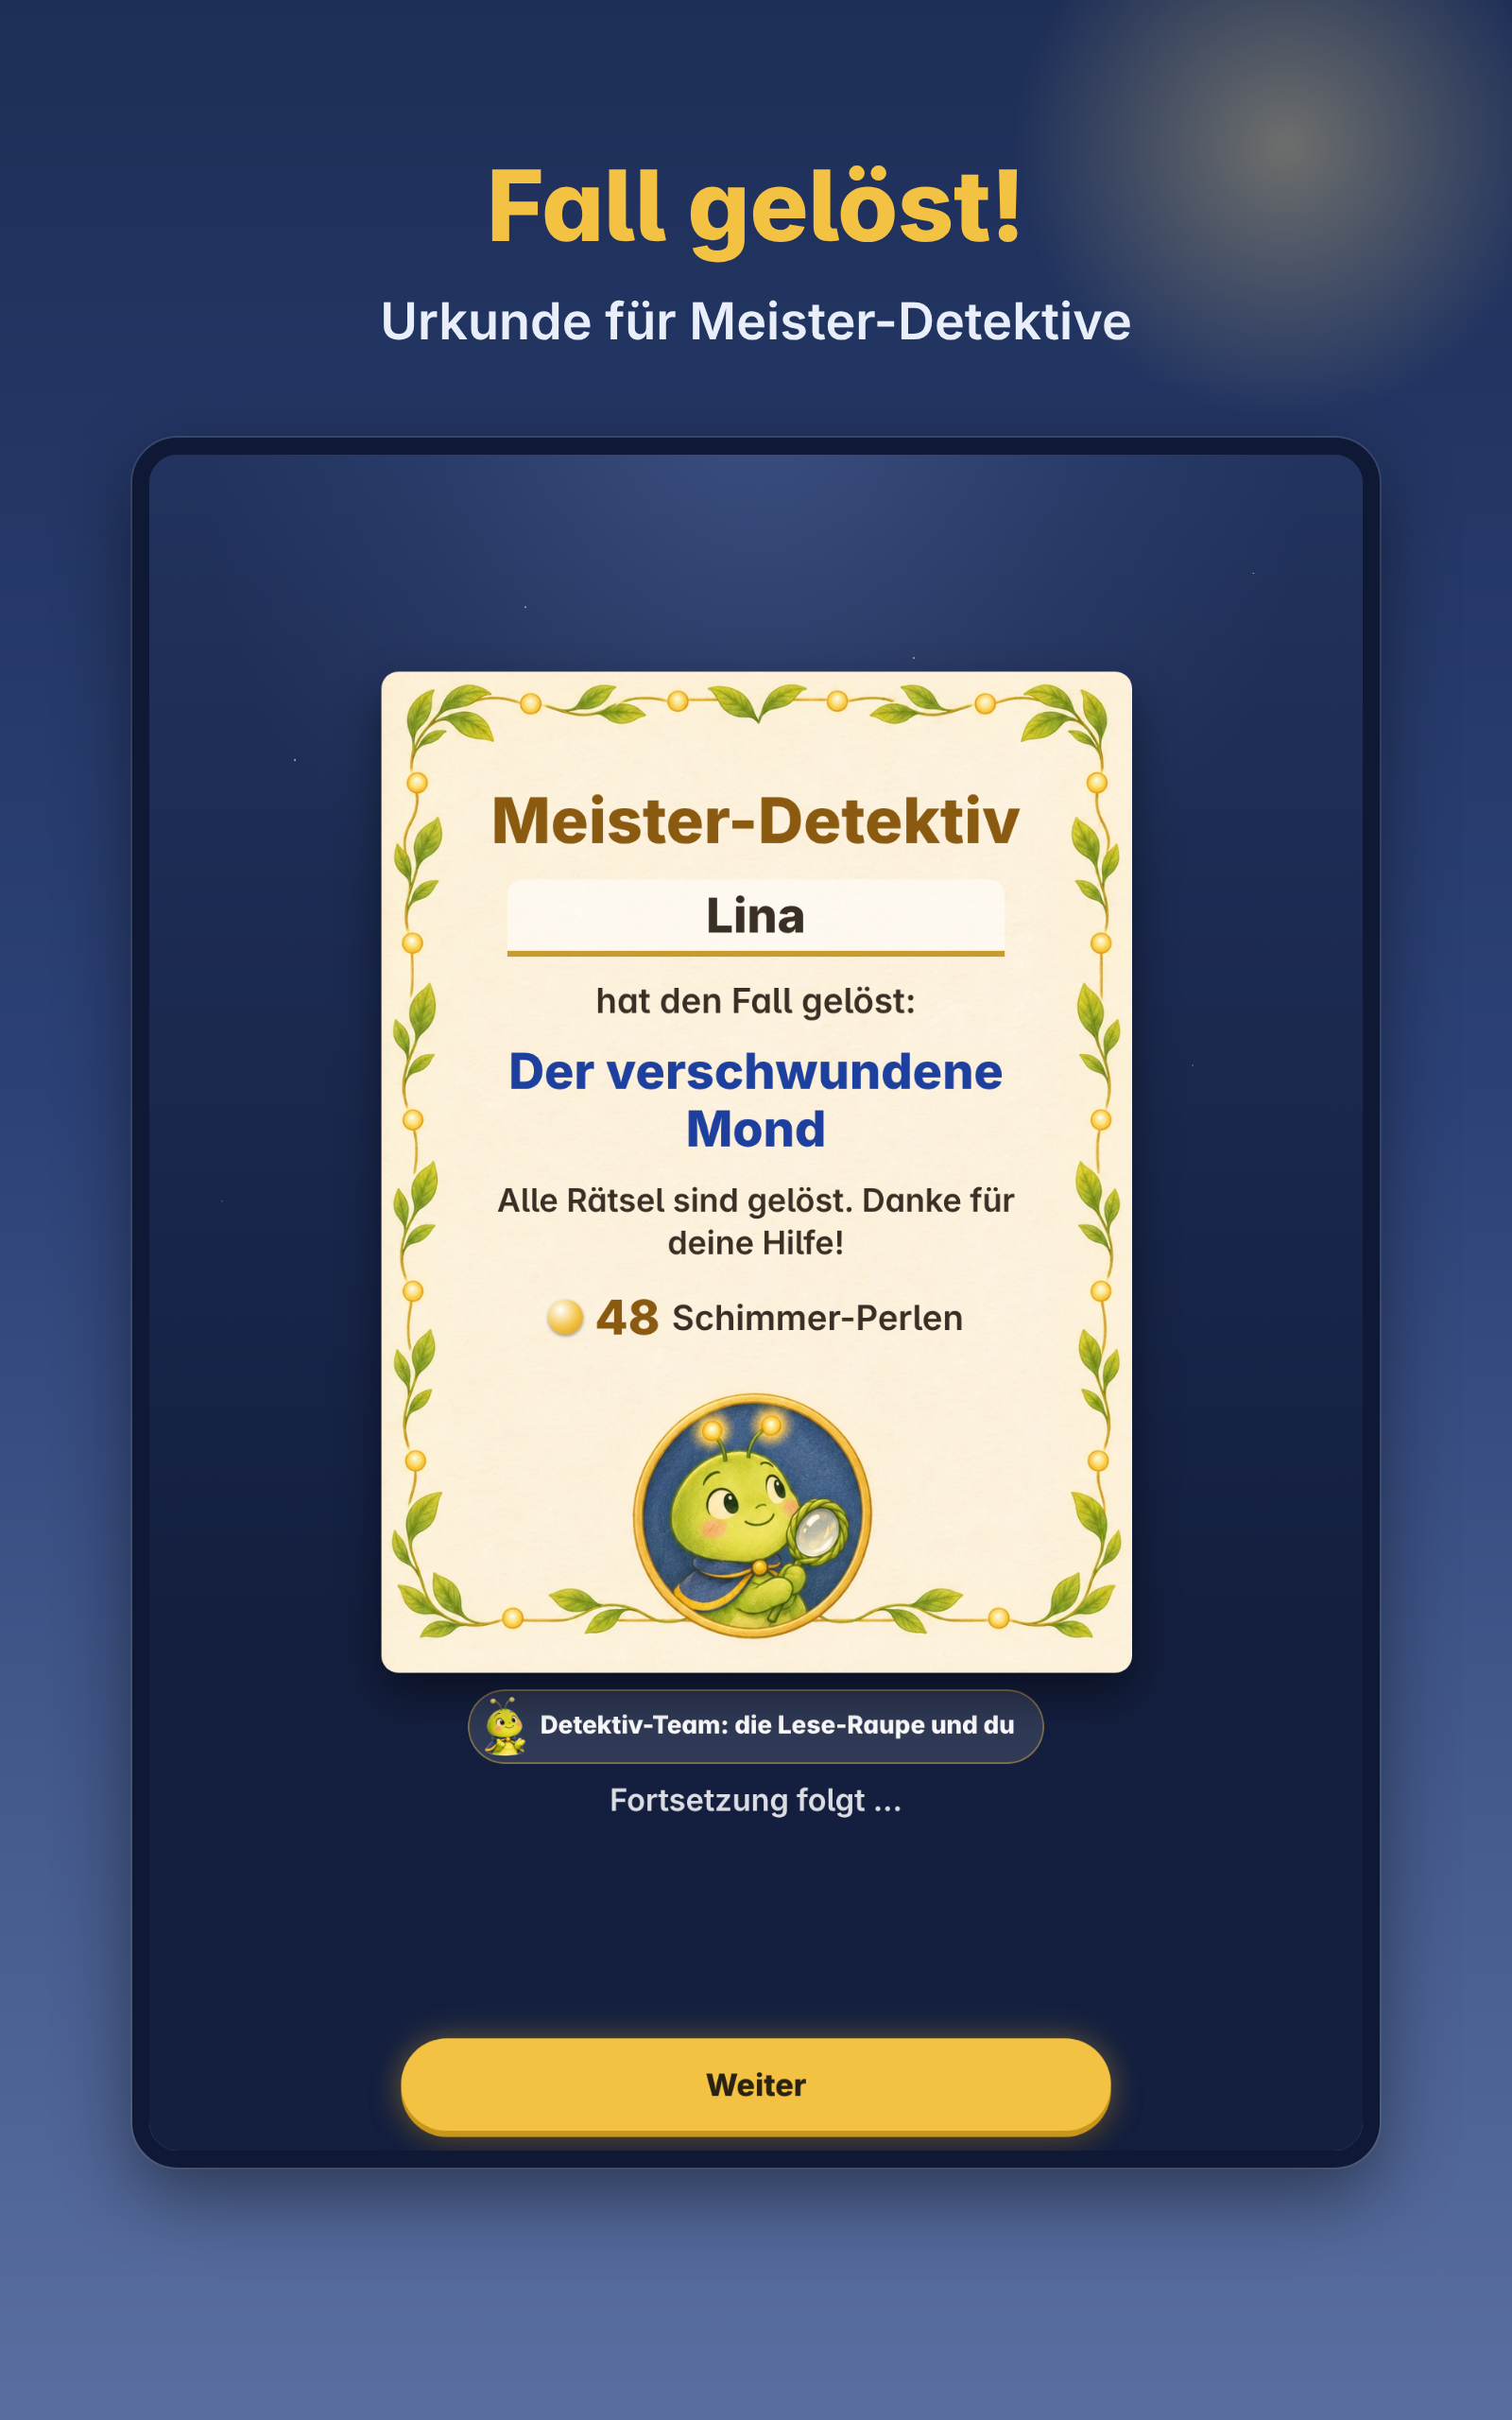 Fall gelöst!
Urkunde für Meister-Detektive
Meister-Detektiv
Lina
hat den Fall gelöst:
Der verschwundene
Mond
Alle Rätsel sind gelöst. Danke für
deine Hilfe!
48 Schimmer-Perlen
Detektiv-Team: die Lese-Raupe und du
Fortsetzung folgt ...
Weiter